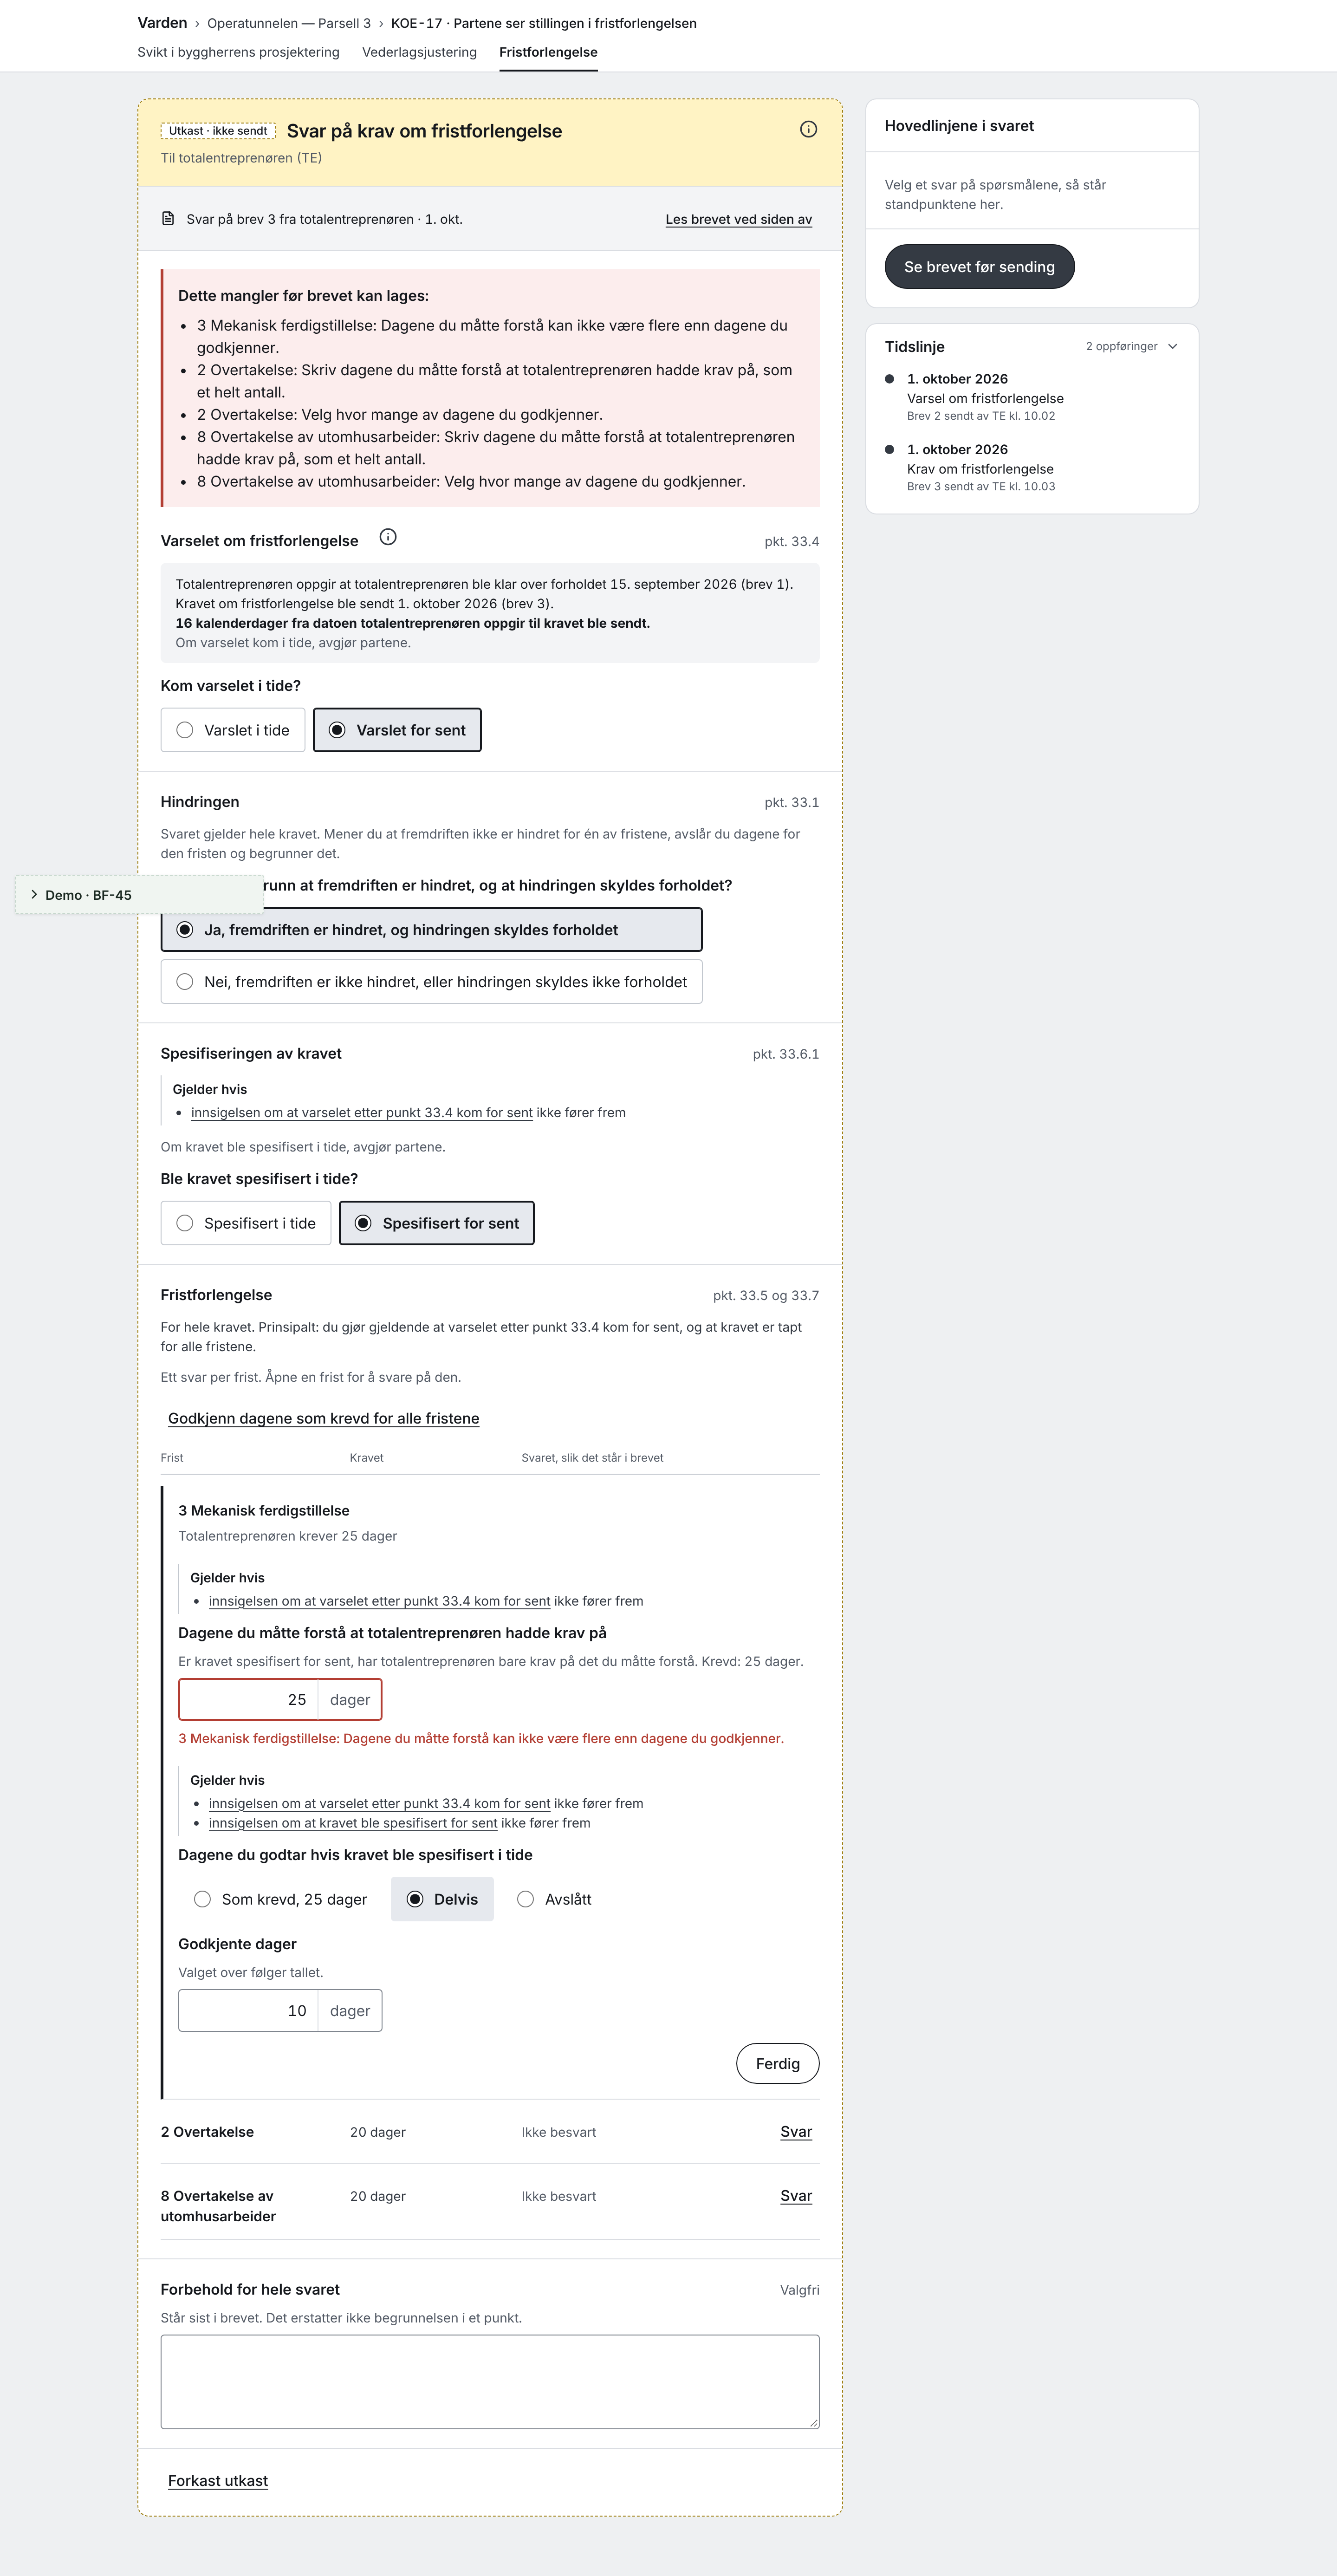 Varden › Operatunnelen — Parsell 3 › KOE-17 · Partene ser stillingen i fristforlengelsen
Svikt i byggherrens prosjektering Vederlagsjustering Fristforlengelse
Utkast · ikke sendt Svar på krav om fristforlengelse
Til totalentreprenøren (TE)
Svar på brev 3 fra totalentreprenøren · 1. okt. Les brevet ved siden av
Dette mangler før brevet kan lages:
• 3 Mekanisk ferdigstillelse: Dagene du måtte forstå kan ikke være flere enn dagene du
godkjenner.
• 2 Overtakelse: Skriv dagene du måtte forstå at totalentreprenøren hadde krav på, som
et helt antall.
• 2 Overtakelse: Velg hvor mange av dagene du godkjenner.
• 8 Overtakelse av utomhusarbeider: Skriv dagene du måtte forstå at totalentreprenøren
hadde krav på, som et helt antall.
• 8 Overtakelse av utomhusarbeider: Velg hvor mange av dagene du godkjenner.
Varselet om fristforlengelse pkt. 33.4
Totalentreprenøren oppgir at totalentreprenøren ble klar over forholdet 15. september 2026 (brev 1).
Kravet om fristforlengelse ble sendt 1. oktober 2026 (brev 3).
16 kalenderdager fra datoen totalentreprenøren oppgir til kravet ble sendt.
Om varselet kom i tide, avgjør partene.
Kom varselet i tide?
Varslet i tide Varslet for sent
Hindringen pkt. 33.1
Svaret gjelder hele kravet. Mener du at fremdriften ikke er hindret for én av fristene, avslår du dagene for
den fristen og begrunner det.
Demo · BF-45
runn at fremdriften er hindret, og at hindringen skyldes forholdet?
Ja, fremdriften er hindret, og hindringen skyldes forholdet
Nei, fremdriften er ikke hindret, eller hindringen skyldes ikke forholdet
Spesifiseringen av kravet pkt. 33.6.1
Gjelder hvis
• innsigelsen om at varselet etter punkt 33.4 kom for sent ikke fører frem
Om kravet ble spesifisert i tide, avgjør partene.
Ble kravet spesifisert i tide?
Spesifisert i tide Spesifisert for sent
Fristforlengelse pkt. 33.5 og 33.7
For hele kravet. Prinsipalt: du gjør gjeldende at varselet etter punkt 33.4 kom for sent, og at kravet er tapt
for alle fristene.
Ett svar per frist. Åpne en frist for å svare på den.
Godkjenn dagene som krevd for alle fristene
Frist Kravet Svaret, slik det står i brevet
3 Mekanisk ferdigstillelse
Totalentreprenøren krever 25 dager
Gjelder hvis
• innsigelsen om at varselet etter punkt 33.4 kom for sent ikke fører frem
Dagene du måtte forstå at totalentreprenøren hadde krav på
Er kravet spesifisert for sent, har totalentreprenøren bare krav på det du måtte forstå. Krevd: 25 dager.
25 dager
3 Mekanisk ferdigstillelse: Dagene du måtte forstå kan ikke være flere enn dagene du godkjenner.
Gjelder hvis
• innsigelsen om at varselet etter punkt 33.4 kom for sent ikke fører frem
• innsigelsen om at kravet ble spesifisert for sent ikke fører frem
Dagene du godtar hvis kravet ble spesifisert i tide
Som krevd, 25 dager Delvis Avslått
Godkjente dager
Valget over følger tallet.
10 dager
Ferdig
2 Overtakelse 20 dager Ikke besvart Svar
8 Overtakelse av 20 dager Ikke besvart Svar
utomhusarbeider
Forbehold for hele svaret Valgfri
Står sist i brevet. Det erstatter ikke begrunnelsen i et punkt.
Forkast utkast
Hovedlinjene i svaret
Velg et svar på spørsmålene, så står
standpunktene her.
Se brevet før sending
Tidslinje 2 oppføringer
1. oktober 2026
Varsel om fristforlengelse
Brev 2 sendt av TE kl. 10.02
1. oktober 2026
Krav om fristforlengelse
Brev 3 sendt av TE kl. 10.03